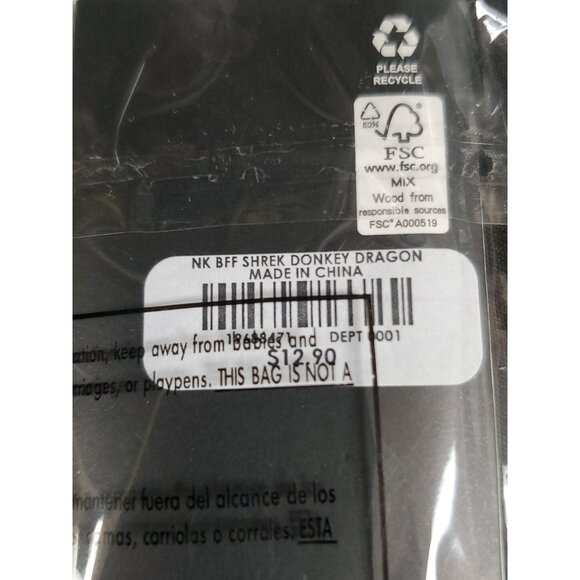 PLEASE
RECYCLE
60%
FSC
www.fsc.org
MIX
Wood from
responsible sources
FSC® A000519
NK BFF SHREK DONKEY DRAGON
MADE IN CHINA
19688471 DEPT 0001
$12.90
keep away from babies and
or playpens. THIS BAG IS NOT A
mantener fuera del alcance de los
camas, carriolas o corrales. ESTA